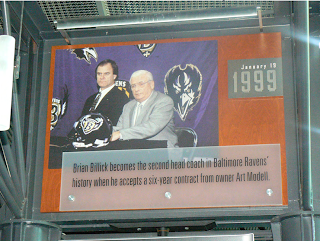 January 19
1999
Brian Billick becomes the second head coach in Baltimore Ravens'
history when he accepts a six-year contract from owner Art Modell.